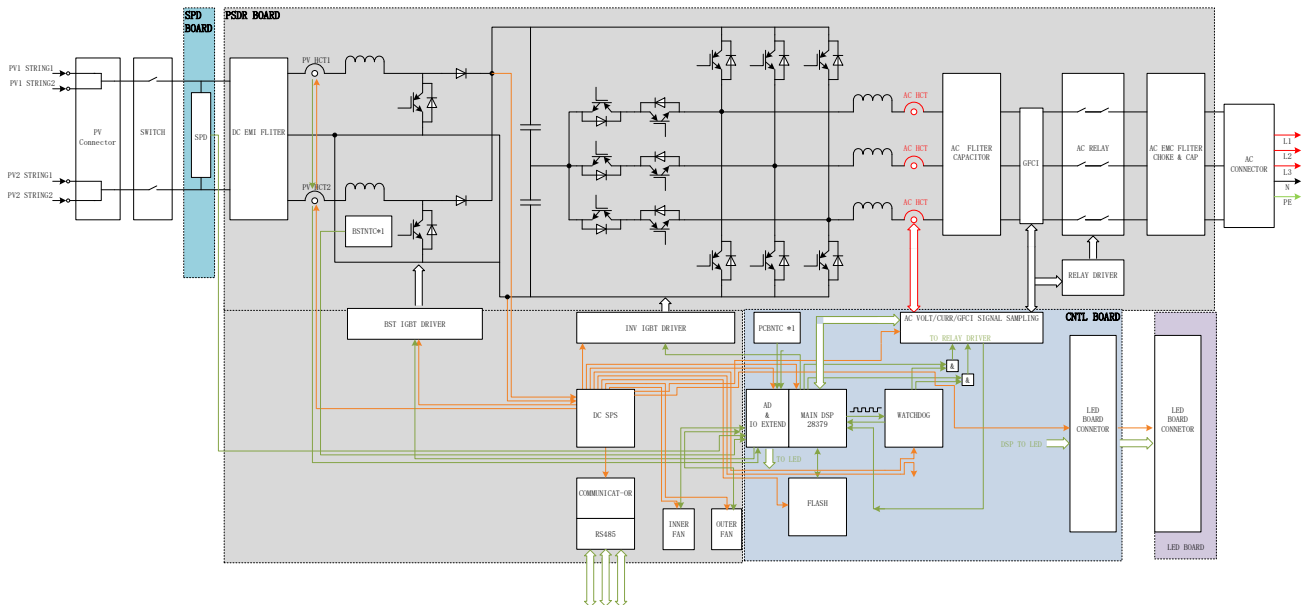 SPD
BOARD
PSDR BOARD
PV1 STRING1
PV1 STRING2
PV2 STRING1
PV2 STRING2
PV
Connector
SWITCH
SPD
DC EMI FLITER
PV HCT1
PV HCT2
BSTNTC*1
AC HCT
AC HCT
AC HCT
AC FLITER
CAPACITOR
GFCI
AC RELAY
AC EMC FLITER
CHOKE & CAP
AC
CONNECTOR
L1
L2
L3
N
PE
RELAY DRIVER
BST IGBT DRIVER
INV IGBT DRIVER
PCBNTC *1
AC VOLT/CURR/GFCI SIGNAL SAMPLING
CNTL BOARD
TO RELAY DRIVER
&
&
DC SPS
AD
&
IO EXTEND
MAIN DSP
28379
WATCHDOG
LED
BOARD
CONNETOR
LED
BOARD
CONNETOR
DSP TO LED
TO LED
COMMUNICAT-OR
RS485
INNER
FAN
OUTER
FAN
FLASH
LED BOARD